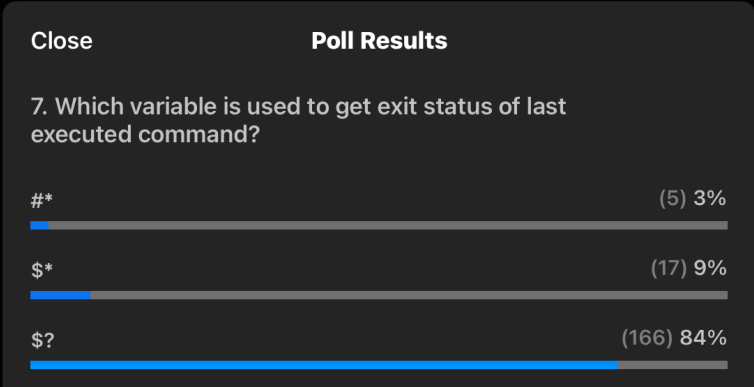 Close Poll Results
7. Which variable is used to get exit status of last
executed command?
#* (5) 3%
$* (17) 9%
$? (166) 84%